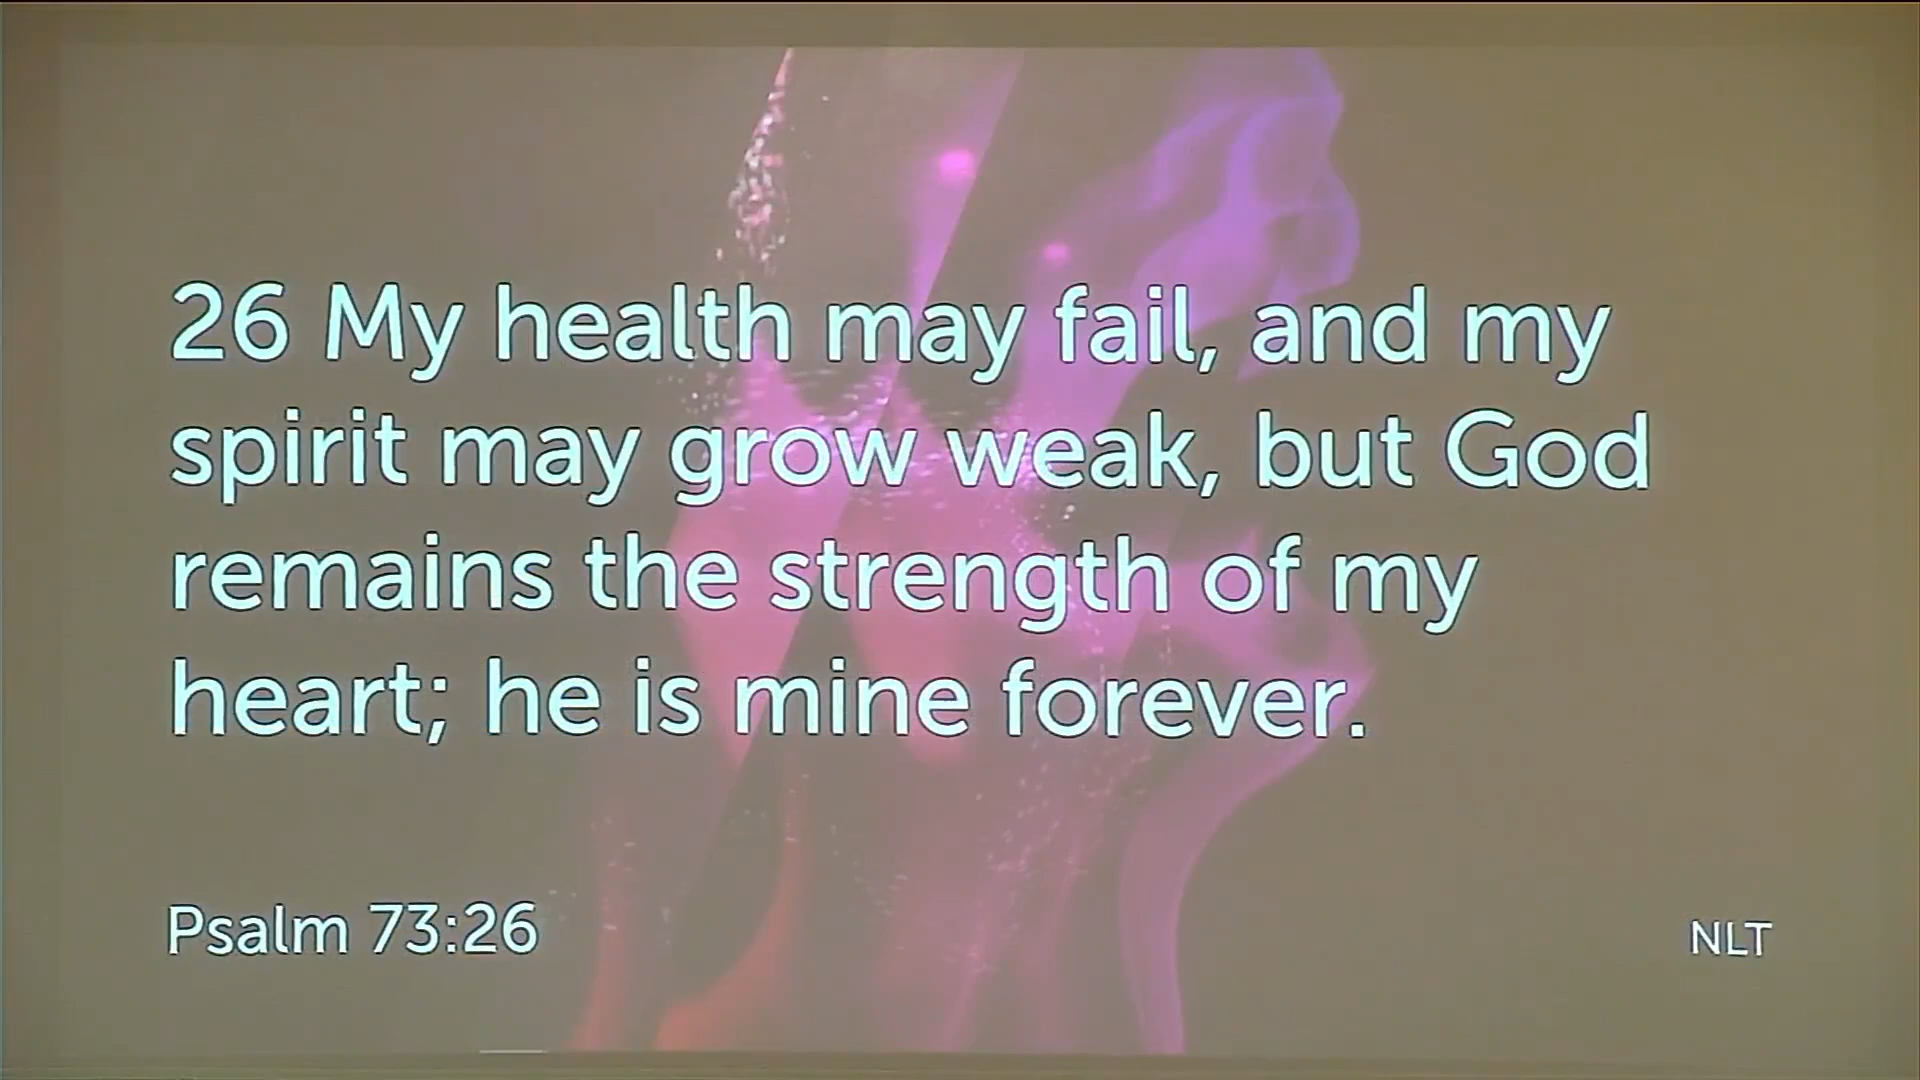 26 My health may fail, and my
spirit may grow weak, but God
remains the strength of my
heart; he is mine forever.
Psalm 73:26
NLT